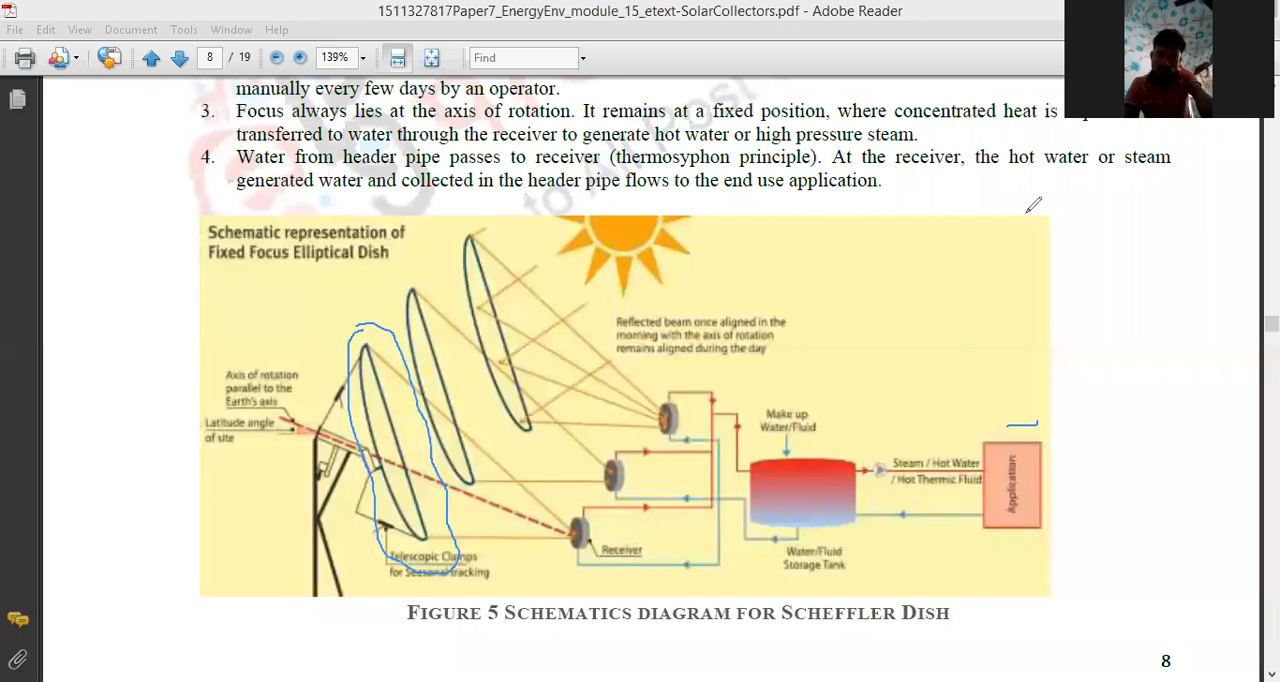 1511327817Paper7_EnergyEnv_module_15_etext-SolarCollectors.pdf - Adobe Reader
File Edit View Document Tools Window Help
8 / 19 139% Find
manually every few days by an operator.
3. Focus always lies at the axis of rotation. It remains at a fixed position, where concentrated heat is
transferred to water through the receiver to generate hot water or high pressure steam.
4. Water from header pipe passes to receiver (thermosyphon principle). At the receiver, the hot water or steam
generated water and collected in the header pipe flows to the end use application.
to All Post
Schematic representation of
Fixed Focus Elliptical Dish
Reflected beam once aligned in the
morning with the axis of rotation
remains aligned during the day
Axis of rotation
parallel to the
Earth's axis
Latitude angle
of site
Make up
Water/Fluid
Steam / Hot Water
/ Hot Thermic Fluid
Application
Receiver
Telescopic Clamps
for Seasonal tracking
Water/Fluid
Storage Tank
FIGURE 5 SCHEMATICS DIAGRAM FOR SCHEFFLER DISH
8